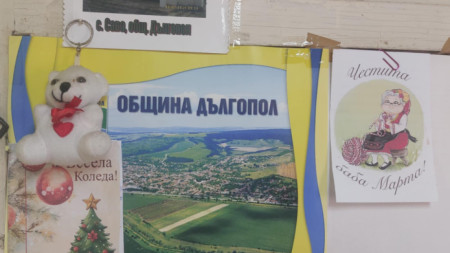 с. Сава, общ. Дългопол
ОБЩИНА ДЪЛГОПОЛ
Весела
Коледа!
Честита
баба Марта!